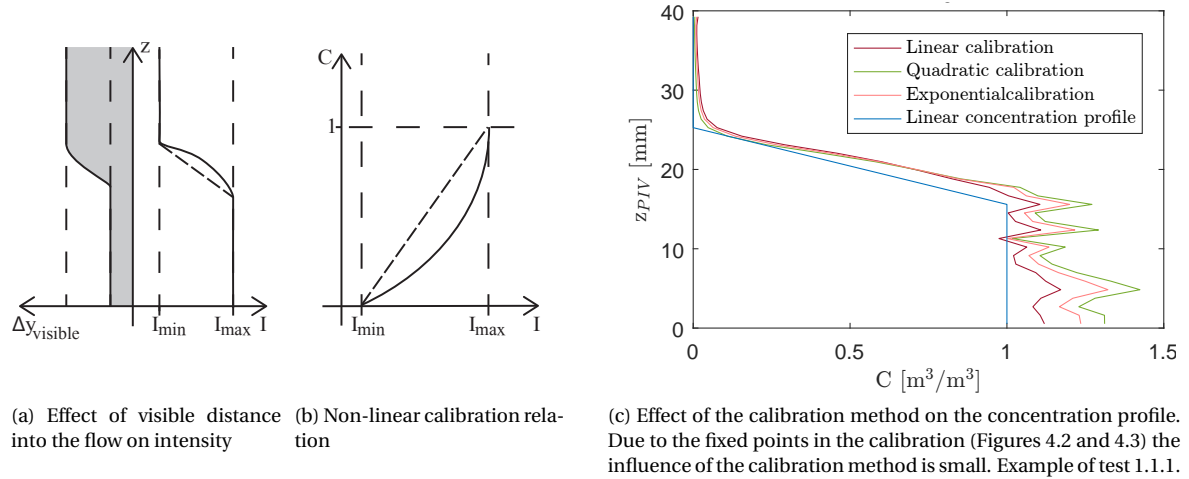 z
Δy_visible
I_min
I_max
I
C
1
I_min
I_max
I
40
30
20
10
0
z_PIV [mm]
Linear calibration
Quadratic calibration
Exponentialcalibration
Linear concentration profile
0
0.5
1
1.5
C [m³/m³]
(a) Effect of visible distance
into the flow on intensity
(b) Non-linear calibration rela-
tion
(c) Effect of the calibration method on the concentration profile.
Due to the fixed points in the calibration (Figures 4.2 and 4.3) the
influence of the calibration method is small. Example of test 1.1.1.